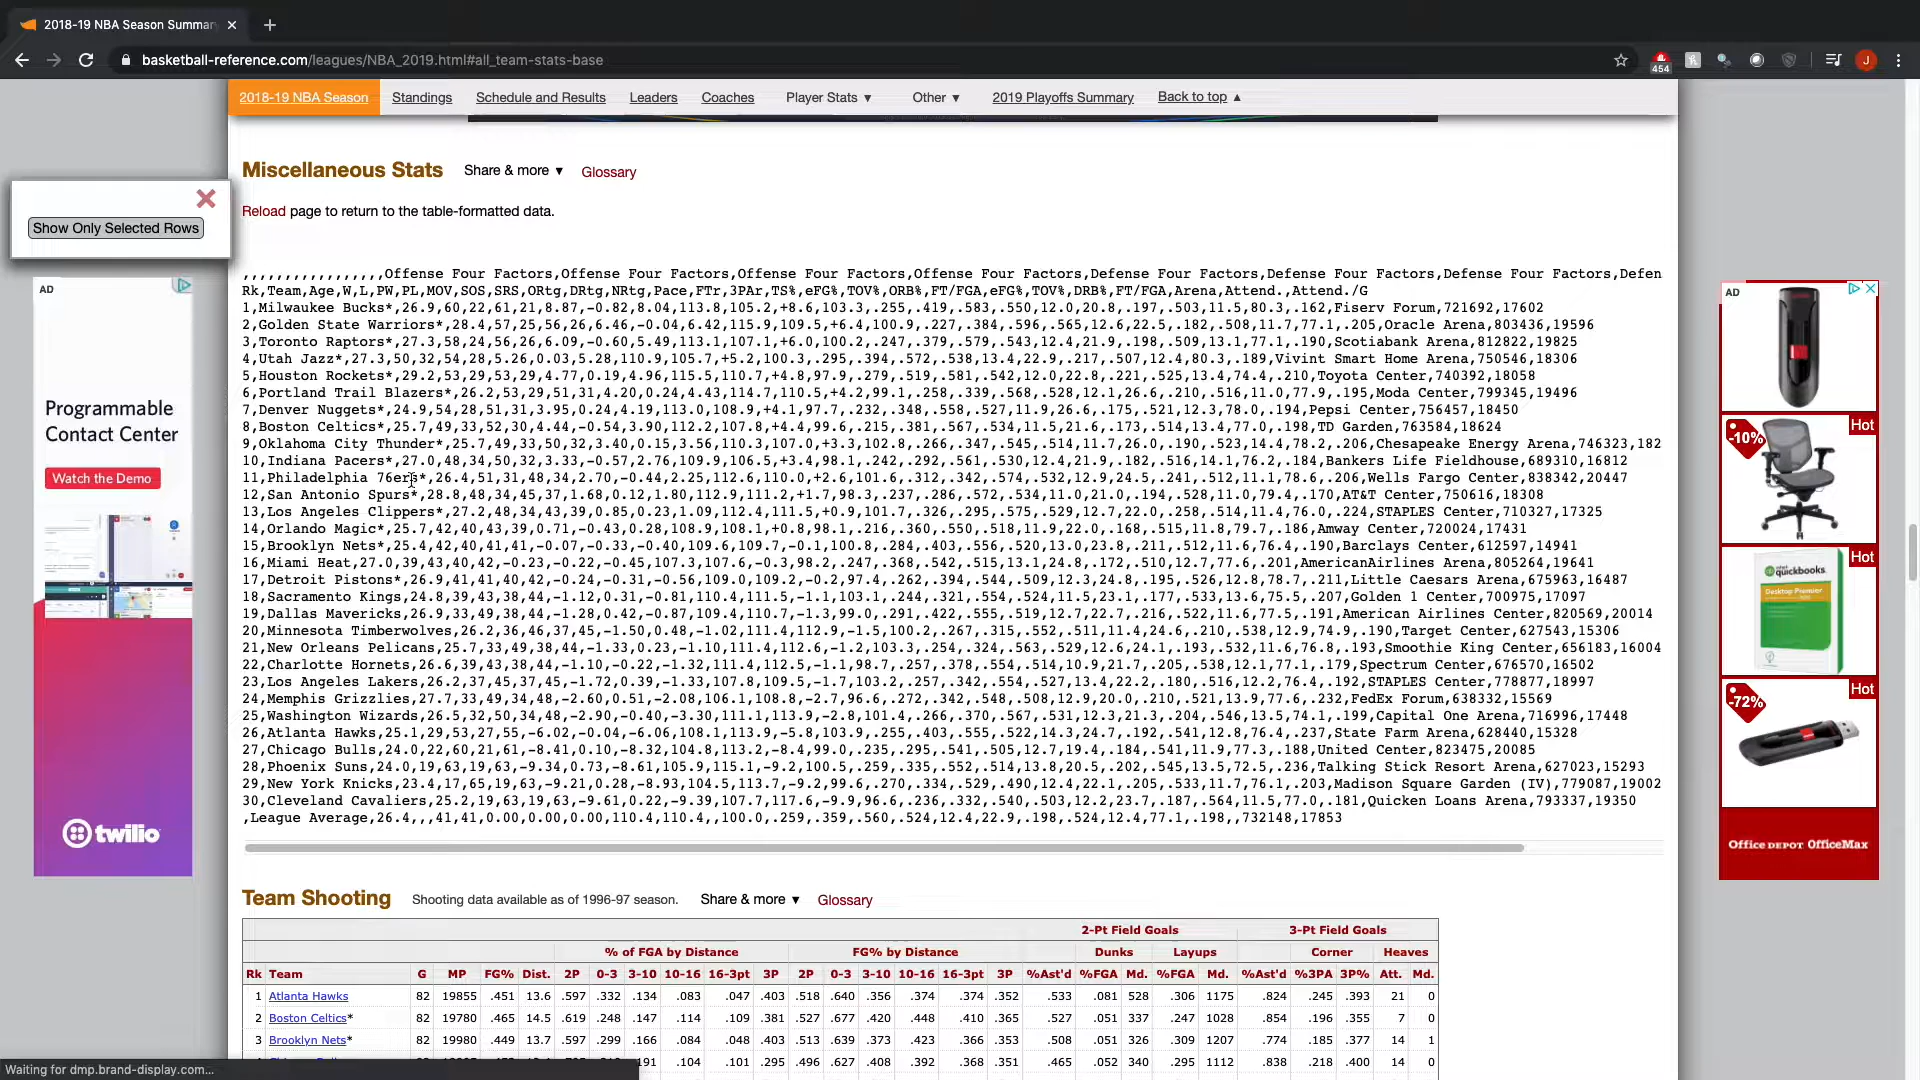 2018-19 NBA Season Summar
basketball-reference.com/leagues/NBA_2019.html#all_team-stats-base
454
J
2018-19 NBA Season Standings Schedule and Results Leaders Coaches Player Stats ▼ Other ▼ 2019 Playoffs Summary Back to top ▲
Miscellaneous Stats Share & more ▼ Glossary
Show Only Selected Rows
Reload page to return to the table-formatted data.
,,,,,,,,,,,,,,,,,Offense Four Factors,Offense Four Factors,Offense Four Factors,Offense Four Factors,Defense Four Factors,Defense Four Factors,Defense Four Factors,Defen
Rk,Team,Age,W,L,PW,PL,MOV,SOS,SRS,ORtg,DRtg,NRtg,Pace,FTr,3PAr,TS%,eFG%,TOV%,ORB%,FT/FGA,eFG%,TOV%,DRB%,FT/FGA,Arena,Attend.,Attend./G
1,Milwaukee Bucks*,26.9,60,22,61,21,8.87,-0.82,8.04,113.8,105.2,+8.6,103.3,.255,.419,.583,.550,12.0,20.8,.197,.503,11.5,80.3,.162,Fiserv Forum,721692,17602
2,Golden State Warriors*,28.4,57,25,56,26,6.46,-0.04,6.42,115.9,109.5,+6.4,100.9,.227,.384,.596,.565,12.6,22.5,.182,.508,11.7,77.1,.205,Oracle Arena,803436,19596
3,Toronto Raptors*,27.3,58,24,56,26,6.09,-0.60,5.49,113.1,107.1,+6.0,100.2,.247,.379,.579,.543,12.4,21.9,.198,.509,13.1,77.1,.190,Scotiabank Arena,812822,19825
4,Utah Jazz*,27.3,50,32,54,28,5.26,0.03,5.28,110.9,105.7,+5.2,100.3,.295,.394,.572,.538,13.4,22.9,.217,.507,12.4,80.3,.189,Vivint Smart Home Arena,750546,18306
5,Houston Rockets*,29.2,53,29,53,29,4.77,0.19,4.96,115.5,110.7,+4.8,97.9,.279,.519,.581,.542,12.0,22.8,.221,.525,13.4,74.4,.210,Toyota Center,740392,18058
6,Portland Trail Blazers*,26.2,53,29,51,31,4.20,0.24,4.43,114.7,110.5,+4.2,99.1,.258,.339,.568,.528,12.1,26.6,.210,.516,11.0,77.9,.195,Moda Center,799345,19496
7,Denver Nuggets*,24.9,54,28,51,31,3.95,0.24,4.19,113.0,108.9,+4.1,97.7,.232,.348,.558,.527,11.9,26.6,.175,.521,12.3,78.0,.194,Pepsi Center,756457,18450
8,Boston Celtics*,25.7,49,33,52,30,4.44,-0.54,3.90,112.2,107.8,+4.4,99.6,.215,.381,.567,.534,11.5,21.6,.173,.514,13.4,77.0,.198,TD Garden,763584,18624
9,Oklahoma City Thunder*,25.7,49,33,50,32,3.40,0.15,3.56,110.3,107.0,+3.3,102.8,.266,.347,.545,.514,11.7,26.0,.190,.523,14.4,78.2,.206,Chesapeake Energy Arena,746323,182
10,Indiana Pacers*,27.0,48,34,50,32,3.33,-0.57,2.76,109.9,106.5,+3.4,98.1,.242,.292,.561,.530,12.4,21.9,.182,.516,14.1,76.2,.184,Bankers Life Fieldhouse,689310,16812
11,Philadelphia 76ers*,26.4,51,31,48,34,2.70,-0.44,2.25,112.6,110.0,+2.6,101.6,.312,.342,.574,.532,12.9,24.5,.241,.512,11.1,78.6,.206,Wells Fargo Center,838342,20447
12,San Antonio Spurs*,28.8,48,34,45,37,1.68,0.12,1.80,112.9,111.2,+1.7,98.3,.237,.286,.572,.534,11.0,21.0,.198,.528,11.0,79.4,.170,AT&T Center,750616,18308
13,Los Angeles Clippers*,27.2,48,34,43,39,0.85,0.23,1.09,112.4,111.5,+0.9,101.7,.326,.295,.575,.529,12.7,22.0,.258,.514,11.4,76.0,.224,STAPLES Center,710327,17325
14,Orlando Magic*,25.7,42,40,43,39,0.71,-0.43,0.28,108.9,108.1,+0.8,98.1,.216,.360,.550,.518,11.9,22.0,.168,.515,11.8,79.7,.186,Amway Center,720024,17431
15,Brooklyn Nets*,25.4,42,40,41,41,-0.07,-0.33,-0.40,109.6,109.7,-0.1,100.8,.284,.403,.556,.520,13.0,23.8,.211,.512,11.6,76.4,.190,Barclays Center,612597,14941
16,Miami Heat,27.0,39,43,40,42,-0.23,-0.22,-0.45,107.3,107.6,-0.3,98.2,.247,.368,.542,.515,13.1,24.8,.172,.510,12.7,77.6,.201,AmericanAirlines Arena,805264,19641
17,Detroit Pistons*,26.9,41,41,40,42,-0.24,-0.31,-0.56,109.0,109.2,-0.2,97.4,.262,.394,.544,.509,12.3,24.8,.195,.526,12.8,78.7,.211,Little Caesars Arena,675963,16487
18,Sacramento Kings,24.8,39,43,38,44,-1.12,0.31,-0.81,110.4,111.5,-1.1,103.1,.244,.321,.554,.524,11.5,23.1,.177,.533,13.6,75.5,.207,Golden 1 Center,700975,17097
19,Dallas Mavericks,26.9,33,49,38,44,-1.28,0.42,-0.87,109.4,110.7,-1.3,99.0,.291,.422,.555,.519,12.7,22.7,.216,.522,11.6,77.5,.191,American Airlines Center,820569,20014
20,Minnesota Timberwolves,26.2,36,46,37,45,-1.50,0.48,-1.02,111.4,112.9,-1.5,100.2,.267,.315,.552,.511,11.4,24.6,.210,.538,12.9,74.9,.190,Target Center,627543,15306
21,New Orleans Pelicans,25.7,33,49,38,44,-1.33,0.23,-1.10,111.4,112.6,-1.2,103.3,.254,.324,.563,.529,12.6,24.1,.193,.532,11.6,76.8,.193,Smoothie King Center,656183,16004
22,Charlotte Hornets,26.6,39,43,38,44,-1.10,-0.22,-1.32,111.4,112.5,-1.1,98.7,.257,.378,.554,.514,10.9,21.7,.205,.538,12.1,77.1,.179,Spectrum Center,676570,16502
23,Los Angeles Lakers,26.2,37,45,37,45,-1.72,0.39,-1.33,107.8,109.5,-1.7,103.2,.257,.342,.554,.527,13.4,22.2,.180,.516,12.2,76.4,.192,STAPLES Center,778877,18997
24,Memphis Grizzlies,27.7,33,49,34,48,-2.60,0.51,-2.08,106.1,108.8,-2.7,96.6,.272,.342,.548,.508,12.9,20.0,.210,.521,13.9,77.6,.232,FedEx Forum,638332,15569
25,Washington Wizards,26.5,32,50,34,48,-2.90,-0.40,-3.30,111.1,113.9,-2.8,101.4,.266,.370,.567,.531,12.3,21.3,.204,.546,13.5,74.1,.199,Capital One Arena,716996,17448
26,Atlanta Hawks,25.1,29,53,27,55,-6.02,-0.04,-6.06,108.1,113.9,-5.8,103.9,.255,.403,.555,.522,14.3,24.7,.192,.541,12.8,76.4,.237,State Farm Arena,628440,15328
27,Chicago Bulls,24.0,22,60,21,61,-8.41,0.10,-8.32,104.8,113.2,-8.4,99.0,.235,.295,.541,.505,12.7,19.4,.184,.541,11.9,77.3,.188,United Center,823475,20085
28,Phoenix Suns,24.0,19,63,19,63,-9.34,0.73,-8.61,105.9,115.1,-9.2,100.5,.259,.335,.552,.514,13.8,20.5,.202,.545,13.5,72.5,.236,Talking Stick Resort Arena,627023,15293
29,New York Knicks,23.4,17,65,19,63,-9.21,0.28,-8.93,104.5,113.7,-9.2,99.6,.270,.334,.529,.490,12.4,22.1,.205,.533,11.7,76.1,.203,Madison Square Garden (IV),779087,19002
30,Cleveland Cavaliers,25.2,19,63,19,63,-9.61,0.22,-9.39,107.7,117.6,-9.9,96.6,.236,.332,.540,.503,12.2,23.7,.187,.564,11.5,77.0,.181,Quicken Loans Arena,793337,19350
,League Average,26.4,,,41,41,0.00,0.00,0.00,110.4,110.4,,100.0,.259,.359,.560,.524,12.4,22.9,.198,.524,12.4,77.1,.198,,732148,17853
Team Shooting Shooting data available as of 1996-97 season. Share & more ▼ Glossary
2-Pt Field Goals 3-Pt Field Goals
% of FGA by Distance FG% by Distance Dunks Layups Corner Heaves
Rk Team G MP FG% Dist. 2P 0-3 3-10 10-16 16-3pt 3P 2P 0-3 3-10 10-16 16-3pt 3P %Ast'd %FGA Md. %FGA Md. %Ast'd %3PA 3P% Att. Md.
1 Atlanta Hawks 82 19855 .451 13.6 .597 .332 .134 .083 .047 .403 .518 .640 .356 .374 .374 .352 .533 .081 528 .306 1175 .824 .245 .393 21 0
2 Boston Celtics* 82 19780 .465 14.5 .619 .248 .147 .114 .109 .381 .527 .677 .420 .448 .410 .365 .527 .051 337 .247 1028 .854 .196 .355 7 0
3 Brooklyn Nets* 82 19980 .449 13.7 .597 .299 .166 .084 .048 .403 .513 .639 .373 .423 .366 .353 .508 .051 326 .309 1207 .774 .185 .377 14 1
.191 .104 .101 .295 .496 .627 .408 .392 .368 .351 .465 .052 340 .295 1112 .838 .218 .400 14 0
Waiting for dmp.brand-display.com...
AD
Programmable
Contact Center
Watch the Demo
twilio
AD
Hot
-10%
Hot
quickbooks.
Desktop Premier
Hot
-72%
Office DEPOT OfficeMax